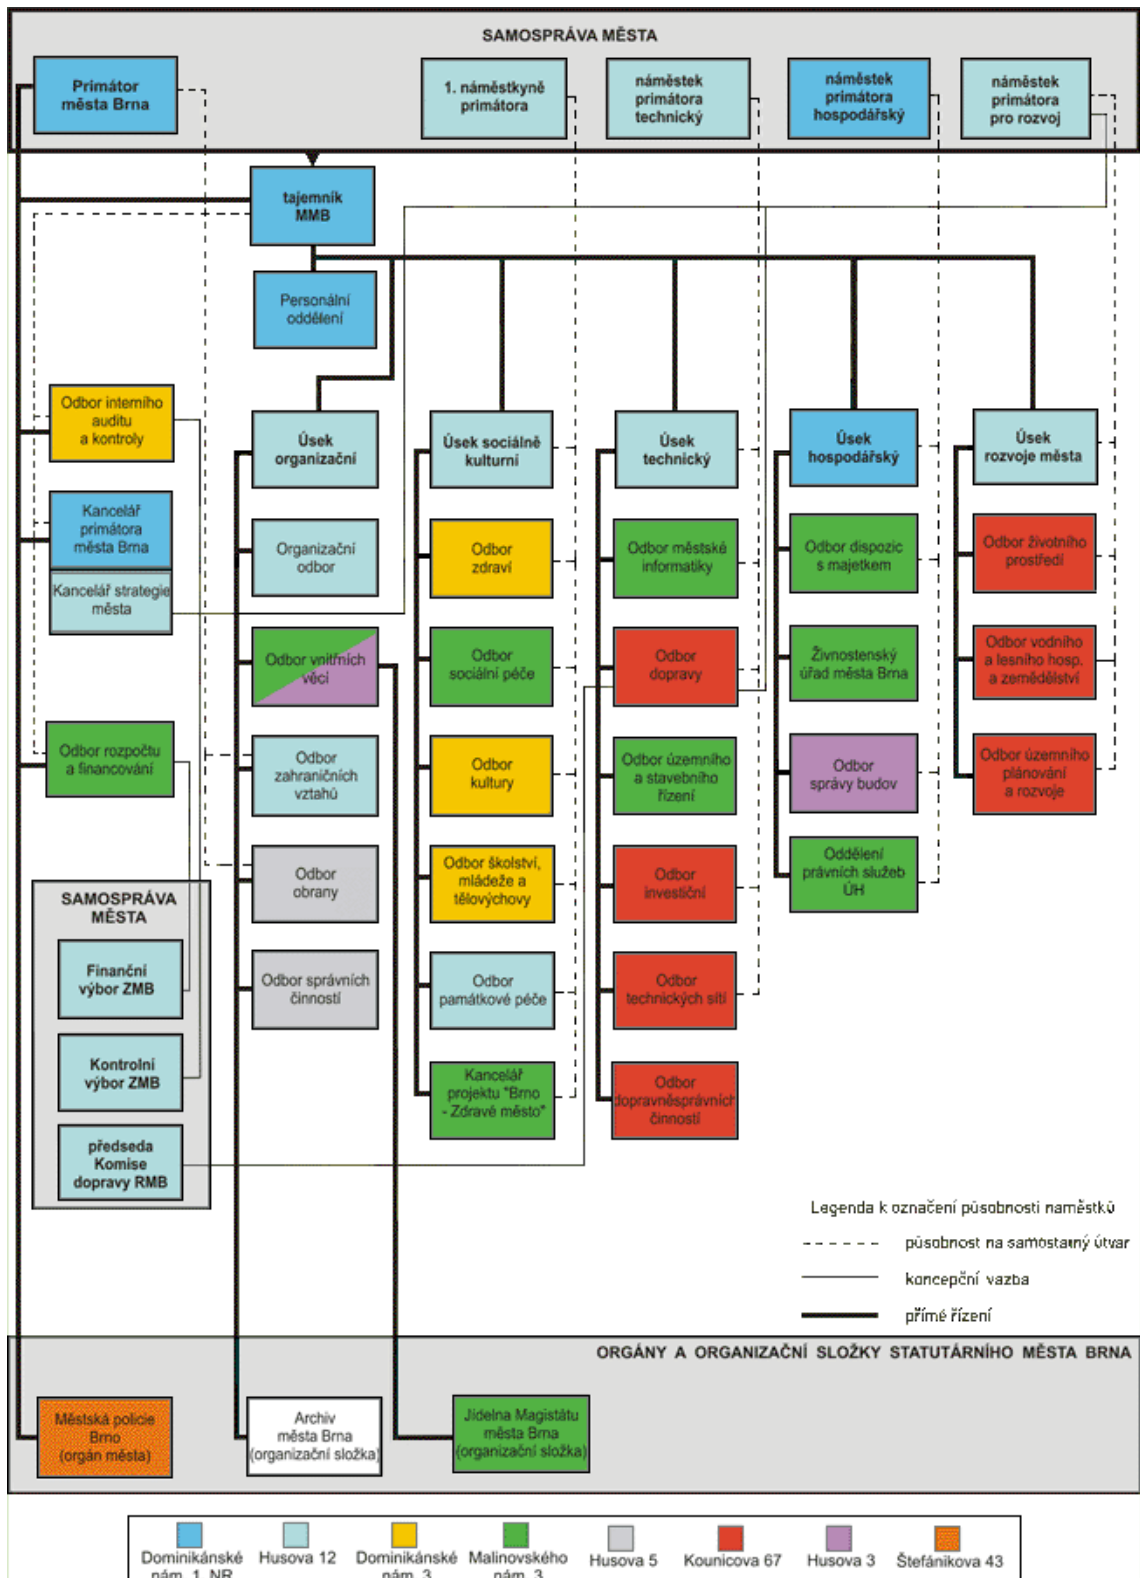 SAMOSPRÁVA MĚSTA
Primátor
města Brna
1. náměstkyně
primátora
náměstek
primátora
technický
náměstek
primátora
hospodářský
náměstek
primátora
pro rozvoj
tajemník
MMB
Personální
oddělení
Odbor interního
auditu
a kontroly
Kancelář
primátora
města Brna
Kancelář strategie
města
Odbor rozpočtu
a financování
Úsek
organizační
Organizační
odbor
Odbor vnitřních
věcí
Odbor
zahraničních
vztahů
Odbor
obrany
Odbor správních
činností
Úsek sociálně
kulturní
Odbor
zdraví
Odbor
sociální péče
Odbor
kultury
Odbor školství,
mládeže a
tělovýchovy
Odbor
památkové péče
Kancelář
projektu "Brno
- Zdravé město"
Úsek
technický
Odbor městské
informatiky
Odbor
dopravy
Odbor územního
a stavebního
řízení
Odbor
investiční
Odbor
technických sítí
Odbor
dopravněsprávních
činností
Úsek
hospodářský
Odbor dispozic
s majetkem
Živnostenský
úřad města Brna
Odbor
správy budov
Oddělení
právních služeb
ÚH
Úsek
rozvoje města
Odbor životního
prostředí
Odbor vodního
a lesního hosp.
a zemědělství
Odbor územního
plánování
a rozvoje
SAMOSPRÁVA
MĚSTA
Finanční
výbor ZMB
Kontrolní
výbor ZMB
předseda
Komise
dopravy RMB
Legenda k označení působnosti naměstků
působnost na samostatný útvar
koncepční vazba
přímé řízení
ORGÁNY A ORGANIZAČNÍ SLOŽKY STATUTÁRNÍHO MĚSTA BRNA
Městská policie
Brno
(orgán města)
Archiv
města Brna
(organizační složka)
Jídelna Magistátu
města Brna
(organizační složka)
Dominikánské
nám. 1, NR
Husova 12
Dominikánské
nám. 3
Malinovského
nám. 3
Husova 5
Kounicova 67
Husova 3
Štefánikova 43